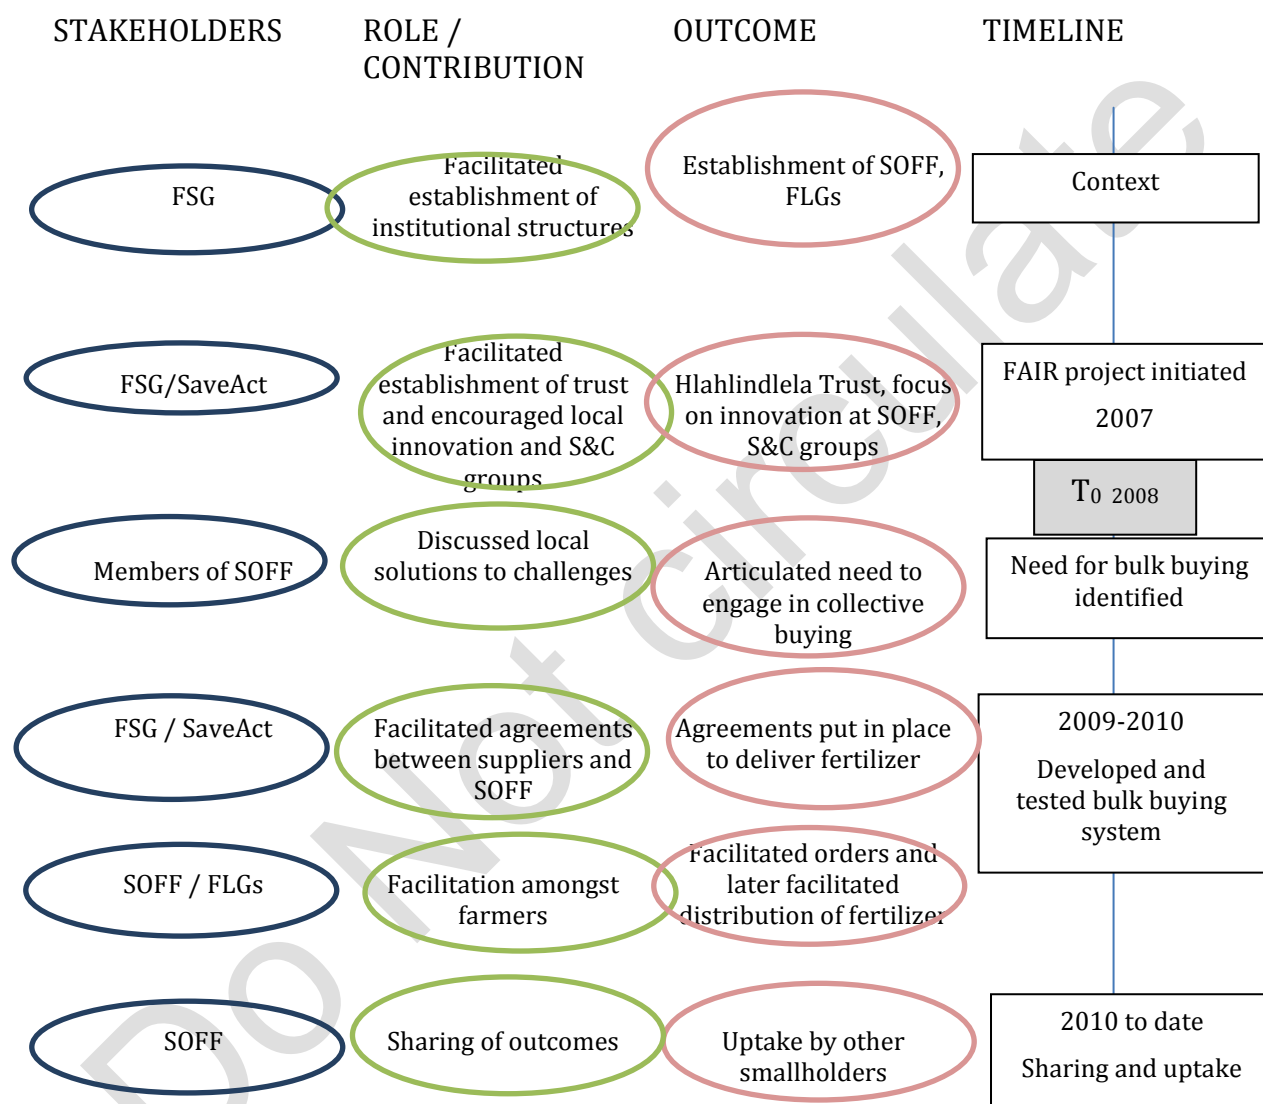 STAKEHOLDERS
ROLE /
CONTRIBUTION
OUTCOME
TIMELINE
FSG
Facilitated
establishment of
institutional structures
Establishment of SOFF,
FLGs
Context
FSG/SaveAct
Facilitated
establishment of trust
and encouraged local
innovation and S&C
groups
Hlahlindlela Trust, focus
on innovation at SOFF,
S&C groups
FAIR project initiated
2007
T0 2008
Members of SOFF
Discussed local
solutions to challenges
Articulated need to
engage in collective
buying
Need for bulk buying
identified
FSG / SaveAct
Facilitated agreements
between suppliers and
SOFF
Agreements put in place
to deliver fertilizer
2009-2010
Developed and
tested bulk buying
system
SOFF / FLGs
Facilitation amongst
farmers
Facilitated orders and
later facilitated
distribution of fertilizer
SOFF
Sharing of outcomes
Uptake by other
smallholders
2010 to date
Sharing and uptake
Do Not circulate